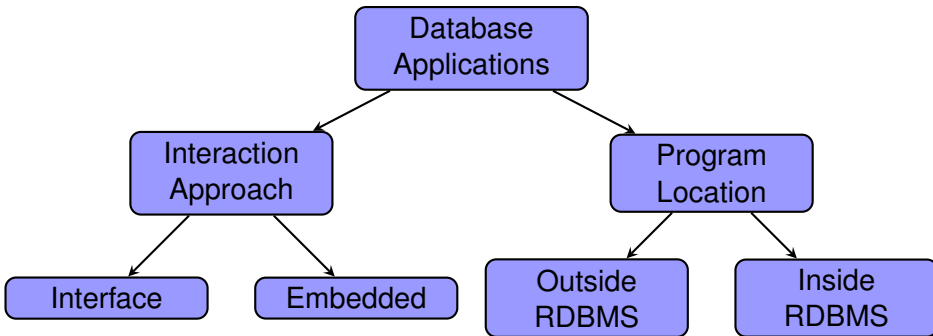 Database
Applications
Interaction
Approach
Program
Location
Interface
Embedded
Outside
RDBMS
Inside
RDBMS